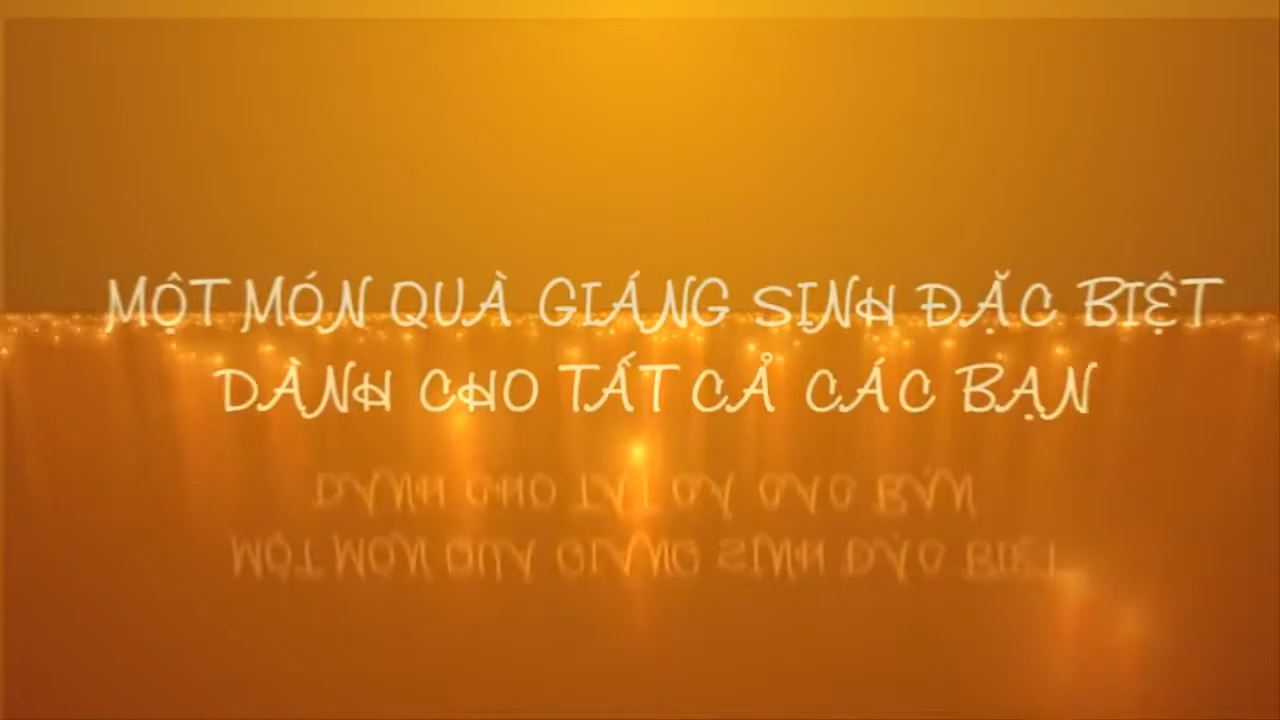 MỘT MÓN QUÀ GIÁNG SINH ĐẶC BIỆT
DÀNH CHO TẤT CẢ CÁC BẠN